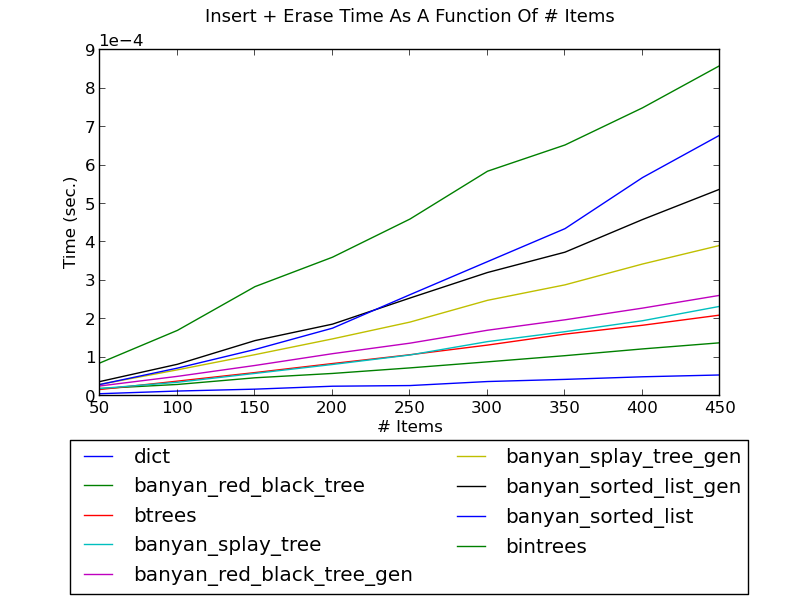 Insert + Erase Time As A Function Of # Items
1e−4
9
8
7
6
5
4
3
2
1
0
Time (sec.)
50 100 150 200 250 300 350 400 450
# Items
dict
banyan_red_black_tree
btrees
banyan_splay_tree
banyan_red_black_tree_gen
banyan_splay_tree_gen
banyan_sorted_list_gen
banyan_sorted_list
bintrees